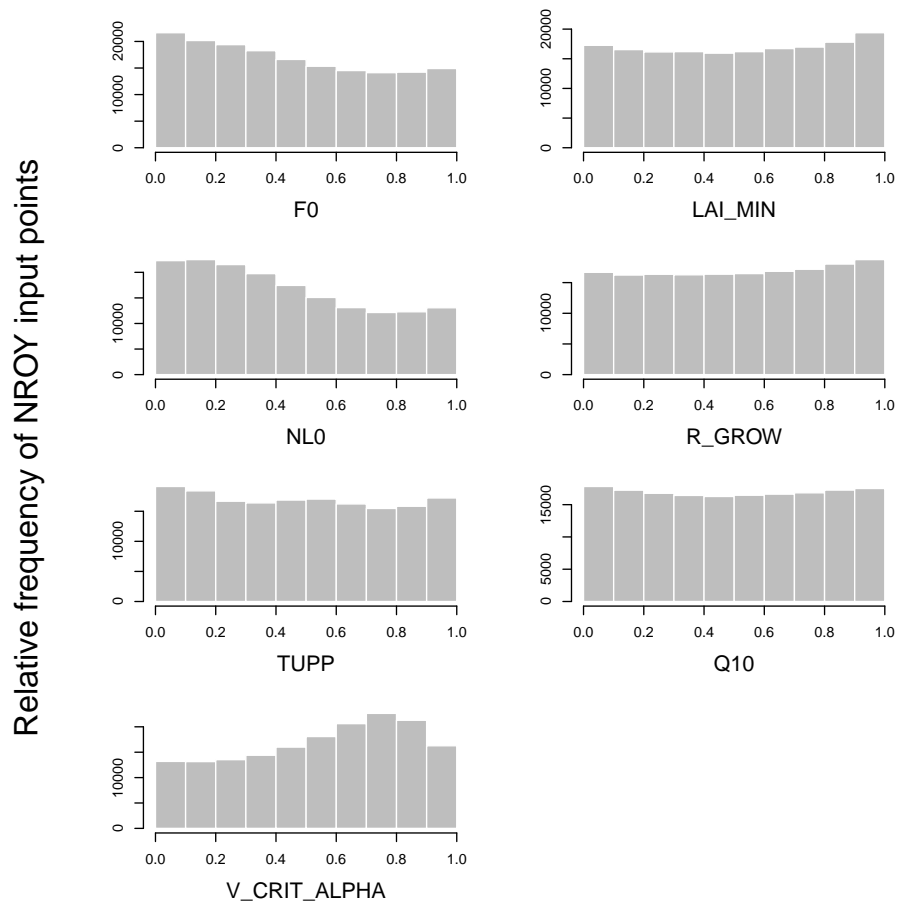 Relative frequency of NROY input points
0 10000 20000
0.0 0.2 0.4 0.6 0.8 1.0
F0
0 10000 20000
0.0 0.2 0.4 0.6 0.8 1.0
LAI_MIN
0 10000
0.0 0.2 0.4 0.6 0.8 1.0
NL0
0 10000
0.0 0.2 0.4 0.6 0.8 1.0
R_GROW
0 10000
0.0 0.2 0.4 0.6 0.8 1.0
TUPP
0 5000 15000
0.0 0.2 0.4 0.6 0.8 1.0
Q10
0 10000
0.0 0.2 0.4 0.6 0.8 1.0
V_CRIT_ALPHA